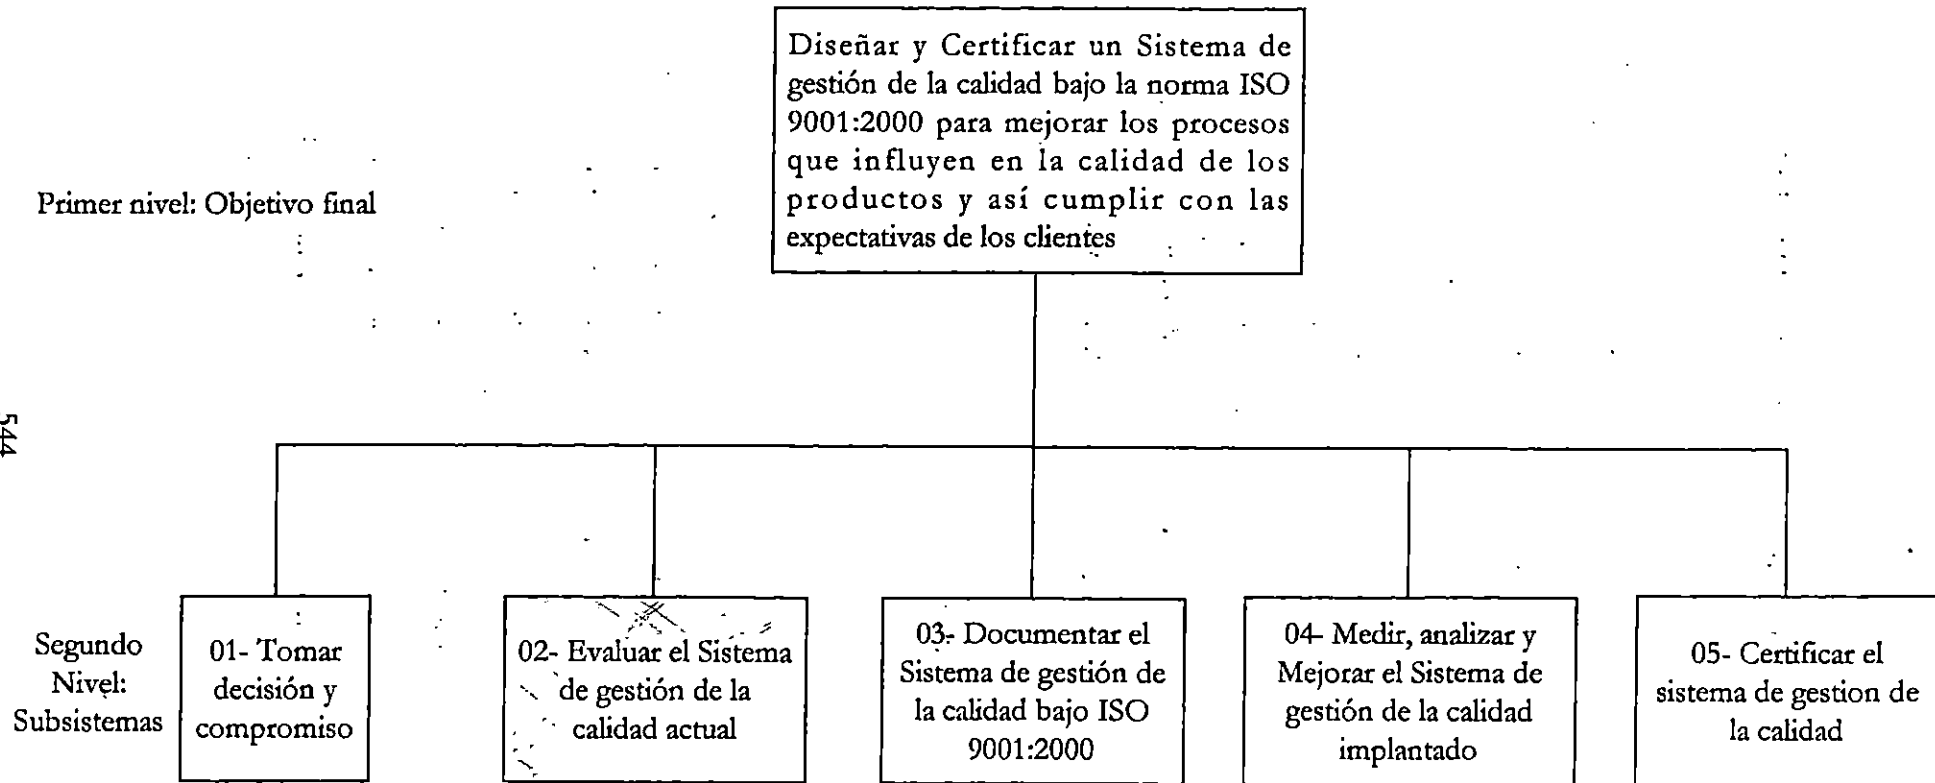 Diseñar y Certificar un Sistema de
gestión de la calidad bajo la norma ISO
9001:2000 para mejorar los procesos
que influyen en la calidad de los
productos y así cumplir con las
expectativas de los clientes
Primer nivel: Objetivo final
544
Segundo
Nivel:
Subsistemas
01- Tomar
decisión y
compromiso
02- Evaluar el Sistema
de gestión de la
calidad actual
03- Documentar el
Sistema de gestión de
la calidad bajo ISO
9001:2000
04- Medir, analizar y
Mejorar el Sistema de
gestión de la calidad
implantado
05- Certificar el
sistema de gestion de
la calidad